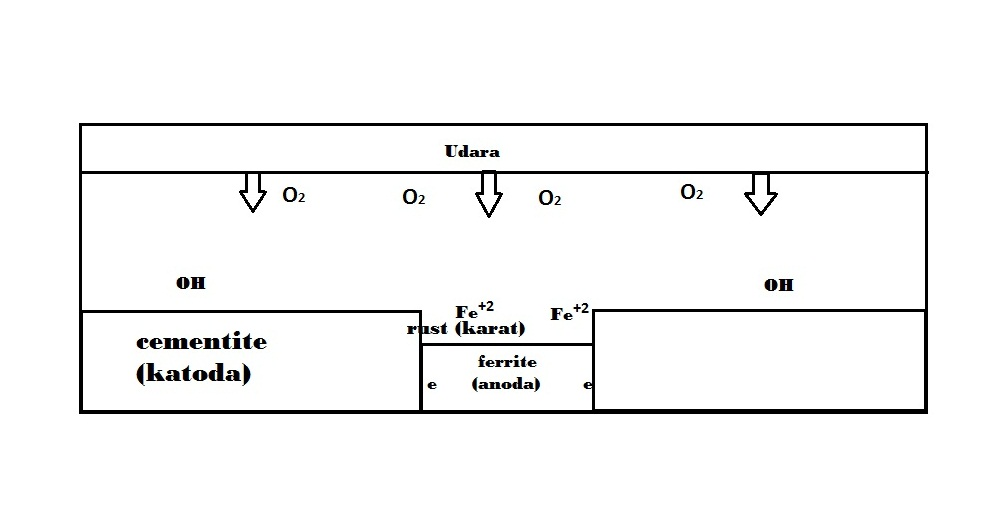 Udara
O₂ O₂ O₂ O₂
OH OH
Fe⁺² Fe⁺²
rust (karat)
cementite
(katoda)
ferrite
e (anoda) e